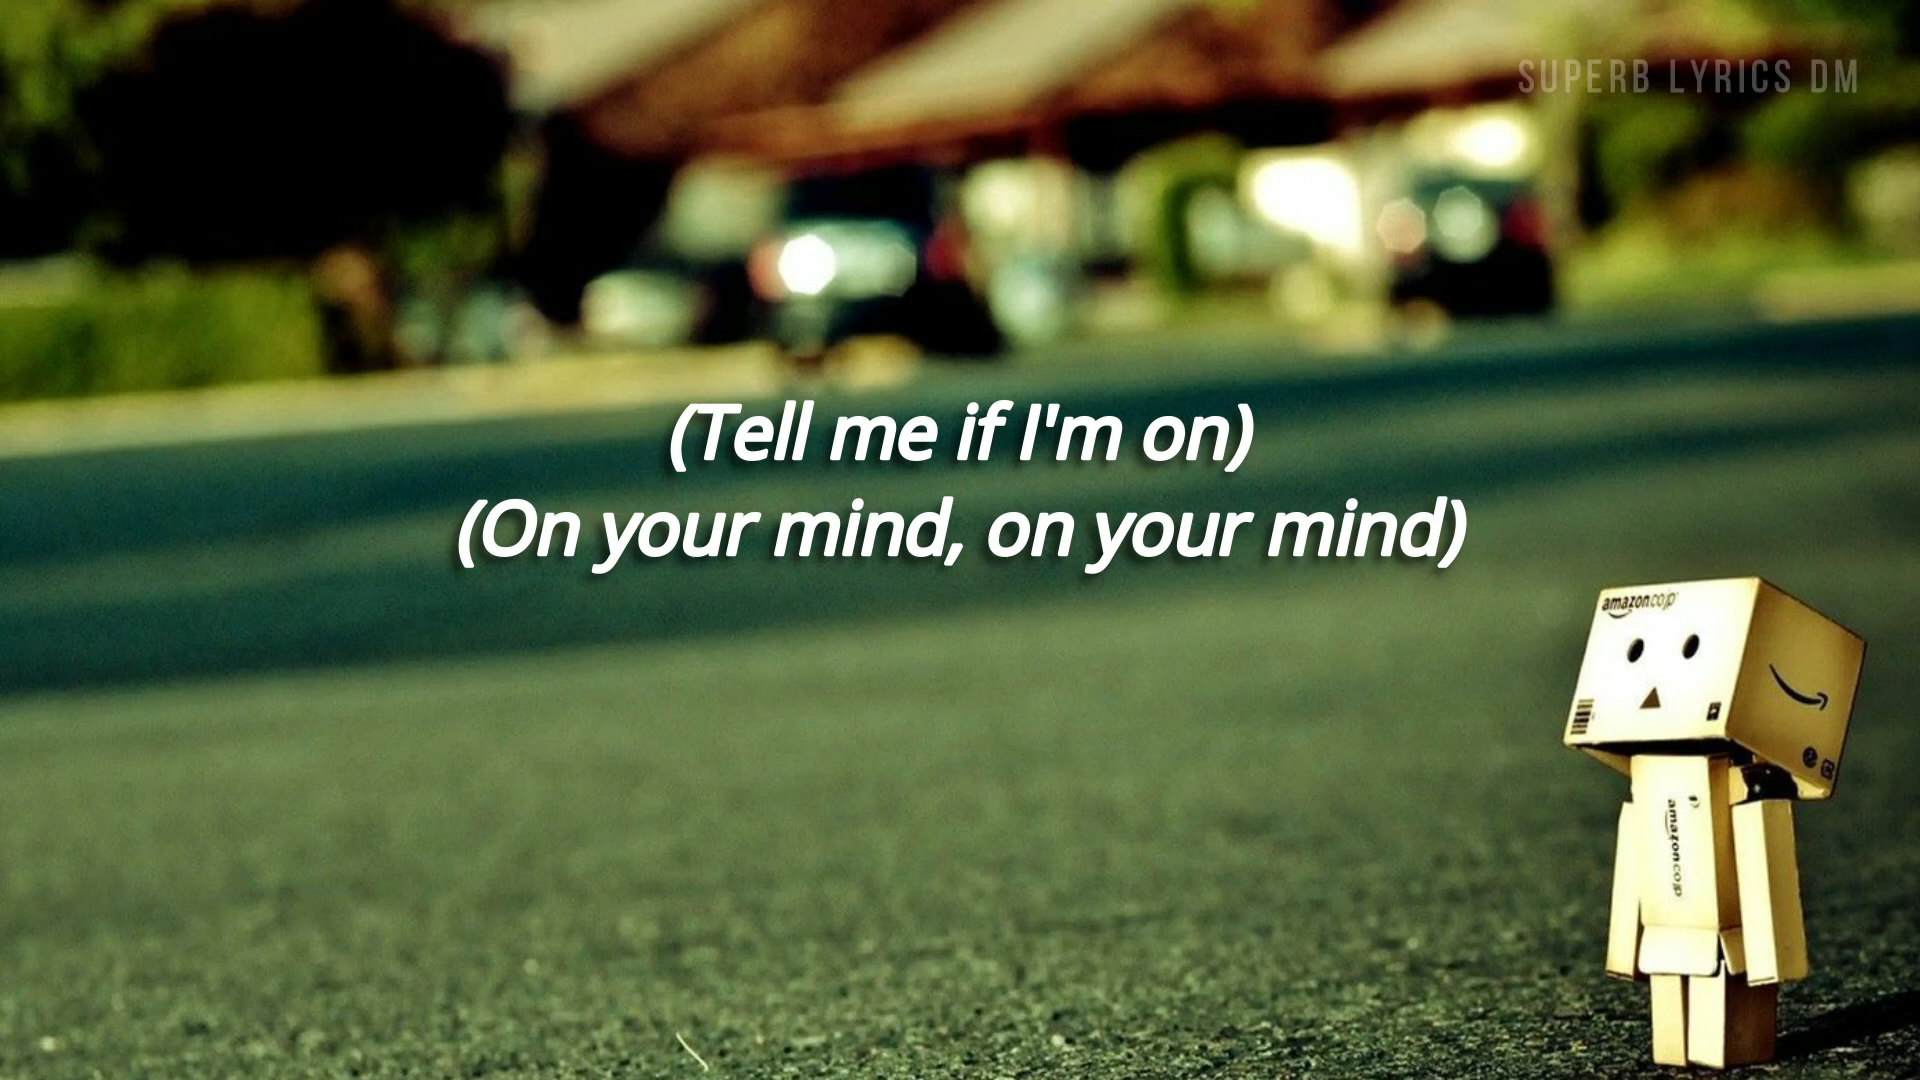 SUPERB LYRICS DM
(Tell me if I'm on)
(On your mind, on your mind)
amazon.co.jp
amazon.co.jp